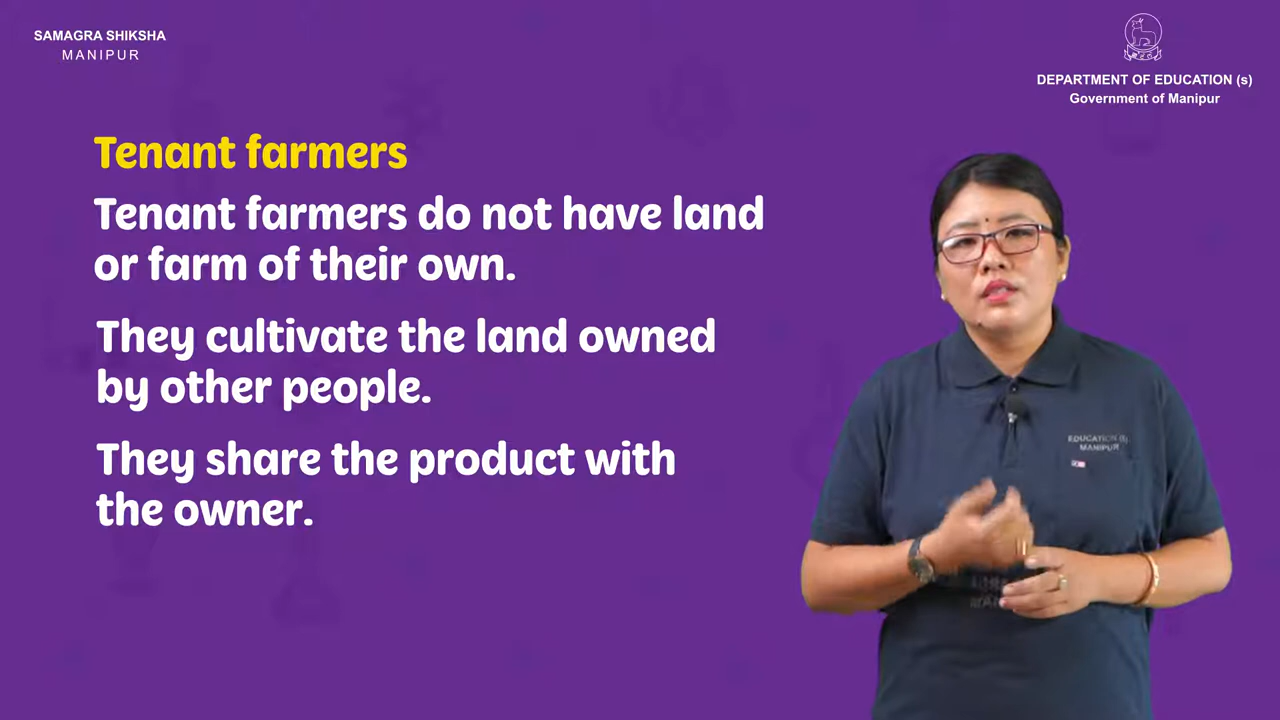 SAMAGRA SHIKSHA
MANIPUR
DEPARTMENT OF EDUCATION (s)
Government of Manipur
Tenant farmers
Tenant farmers do not have land
or farm of their own.
They cultivate the land owned
by other people.
They share the product with
the owner.
EDUCATION (S)
MANIPUR